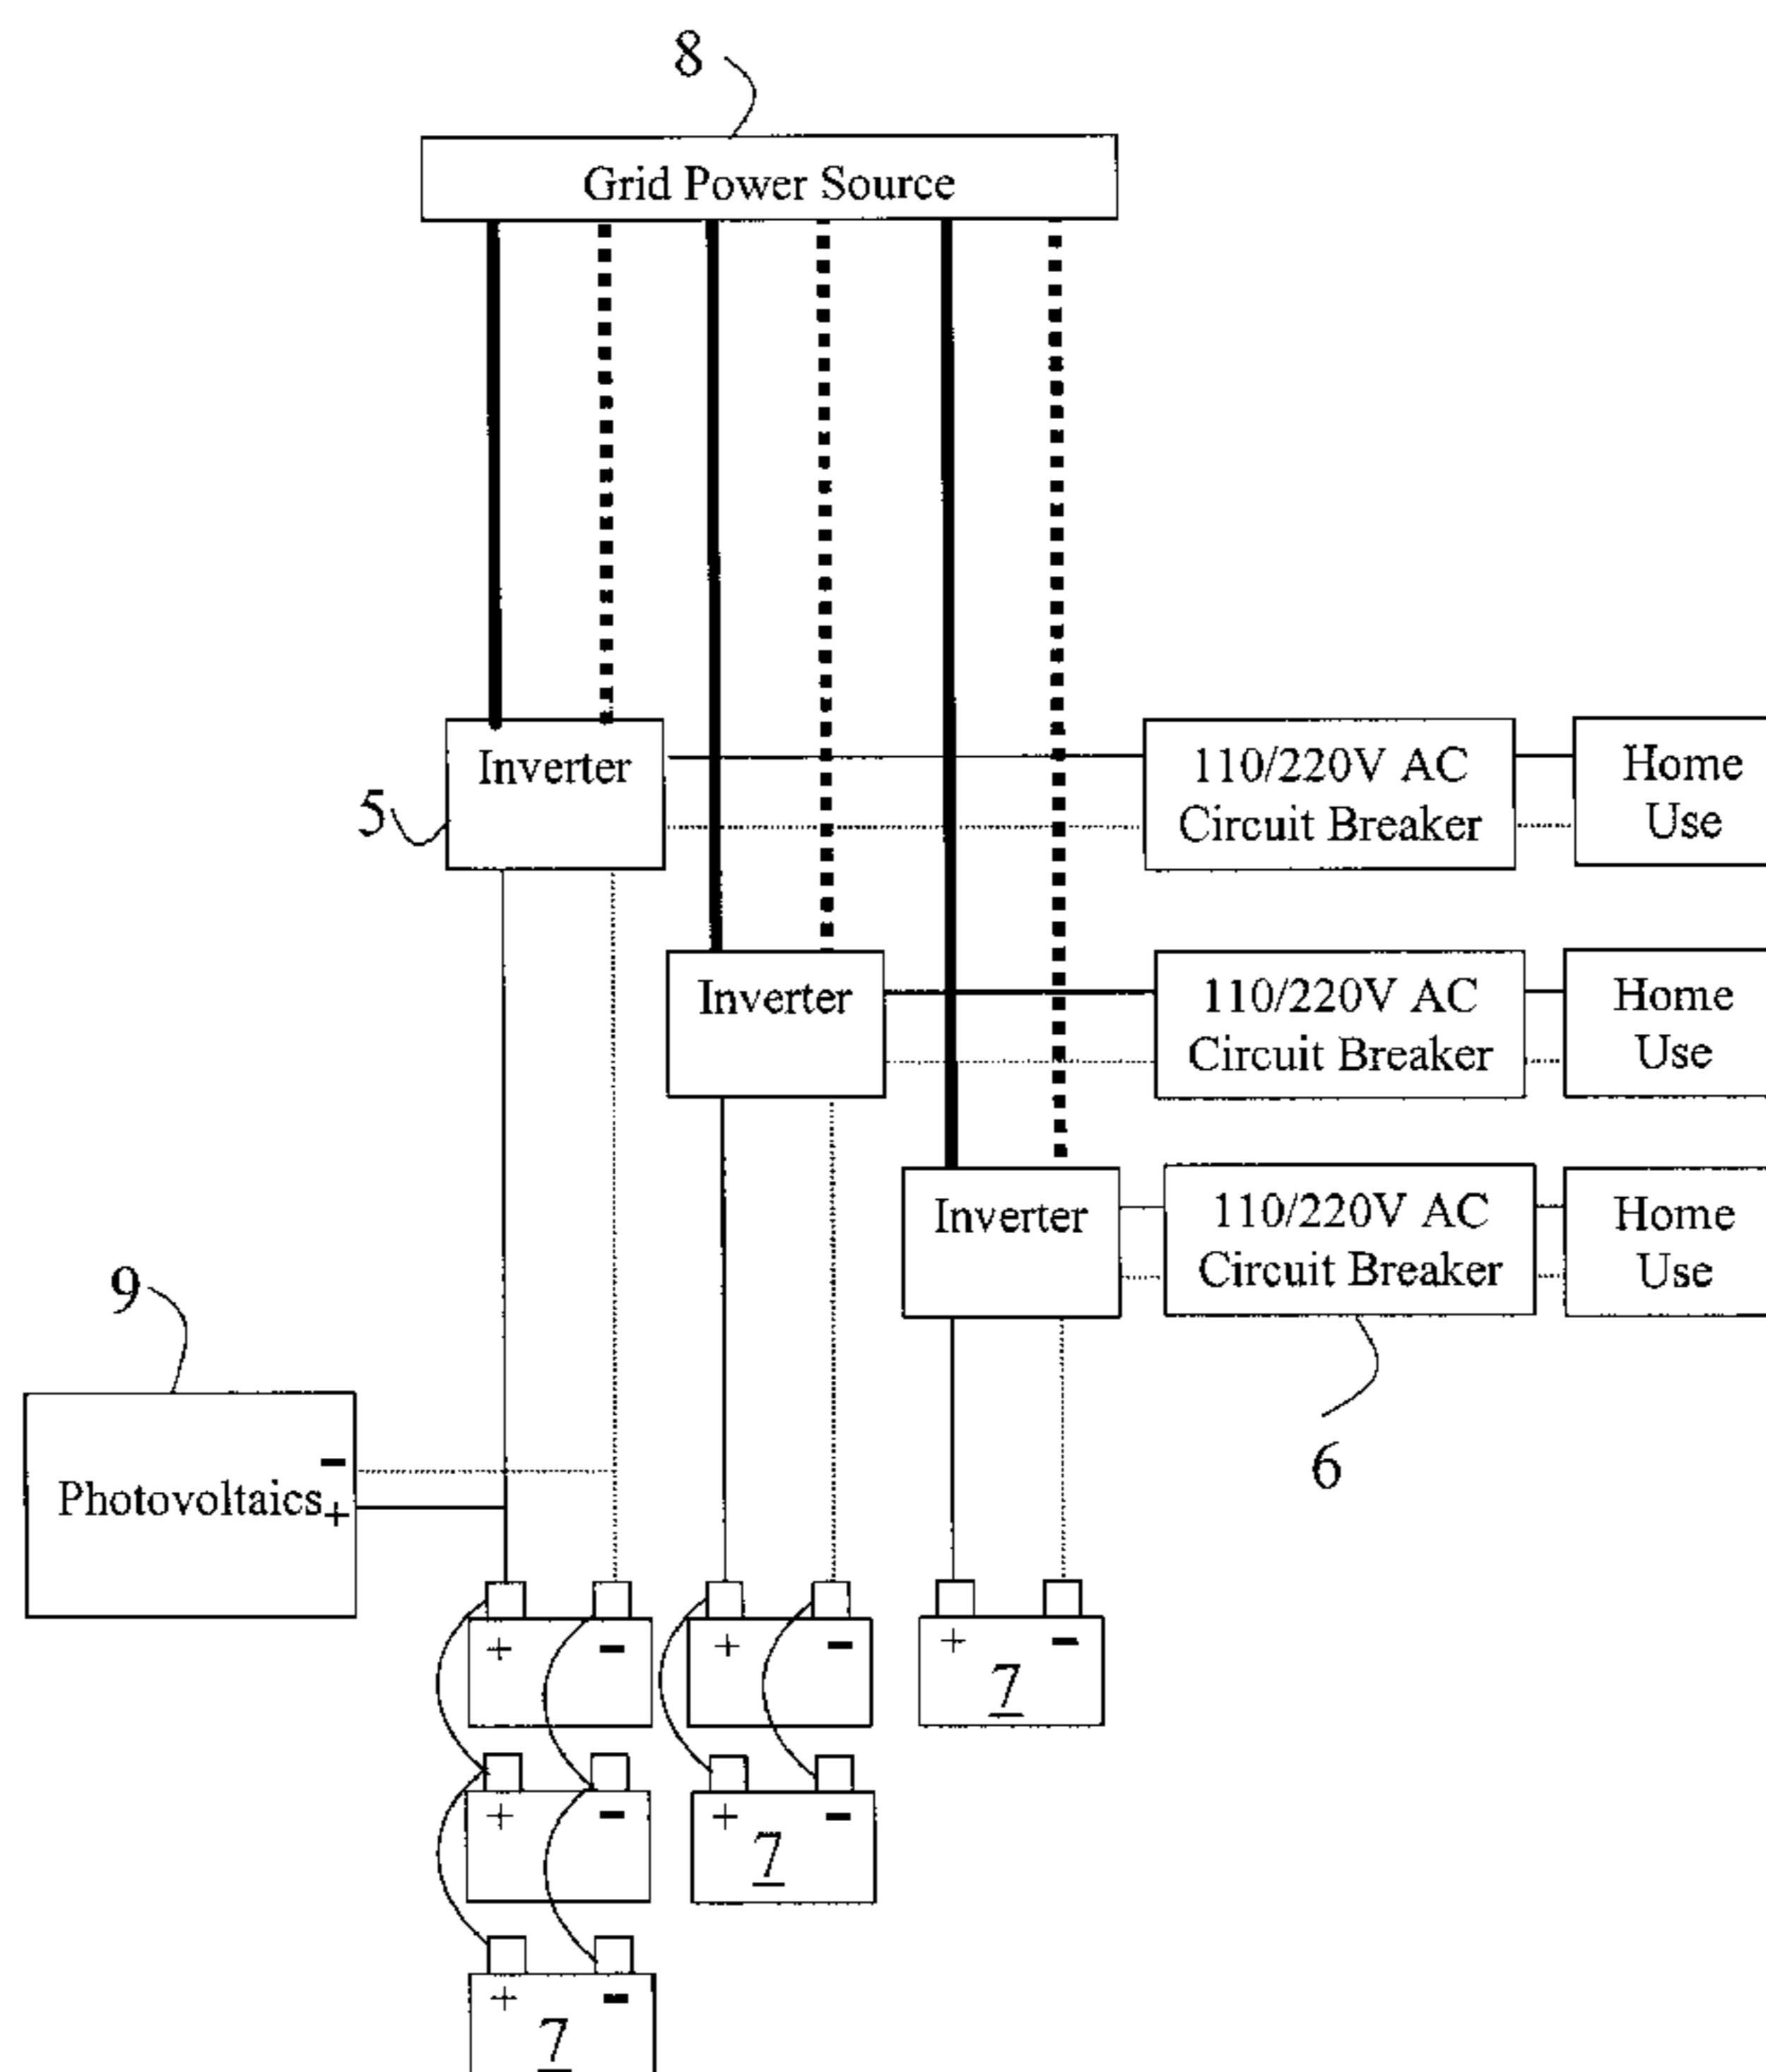 8
Grid Power Source
Inverter
5
110/220V AC
Circuit Breaker
Home
Use
Inverter
110/220V AC
Circuit Breaker
Home
Use
Inverter
110/220V AC
Circuit Breaker
Home
Use
6
9
Photovoltaics
-
+
+ -
+ -
+ -
7
+ -
+ -
7
+ -
7